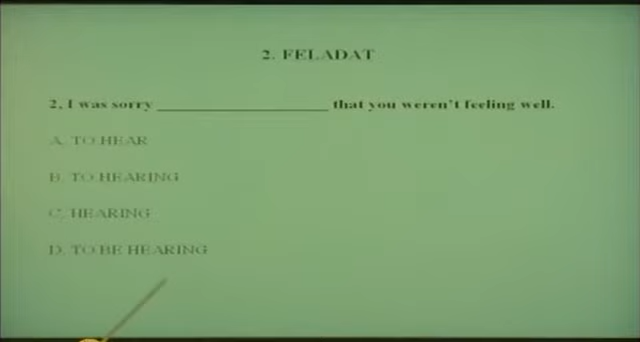 2. FELADAT
2, I was sorry ____________________ that you weren't feeling well.
A. TO HEAR
B. TO HEARING
C, HEARING
D. TO BE HEARING